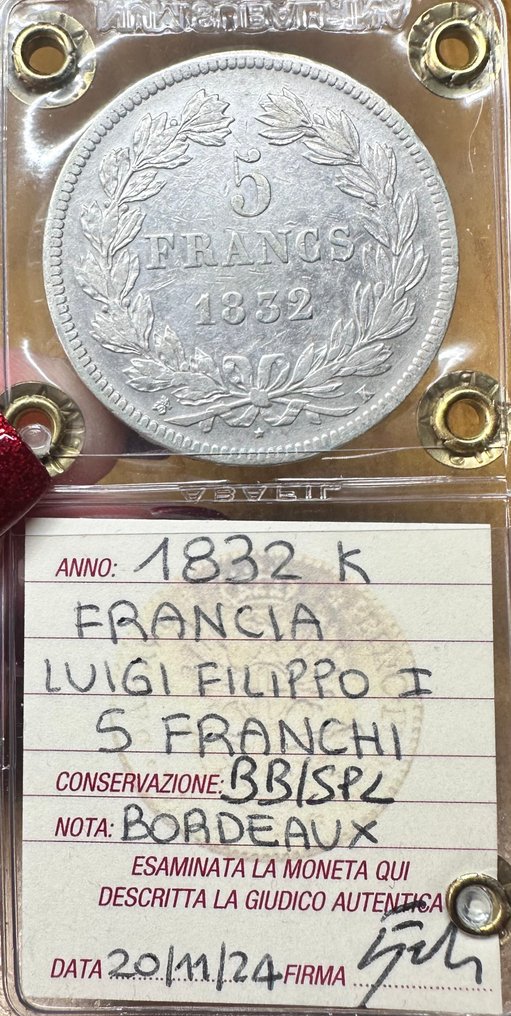 5
FRANCS
1832
K
ANNO: 1832 K
FRANCIA
LUIGI FILIPPO I
5 FRANCHI
CONSERVAZIONE: BB/SPL
NOTA: BORDEAUX
ESAMINATA LA MONETA QUI
DESCRITTA LA GIUDICO AUTENTICA
DATA 20/11/24 FIRMA